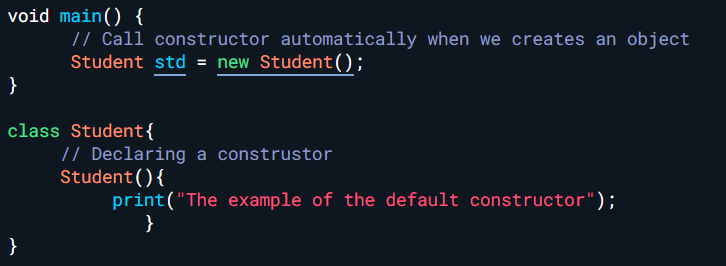 void main() {
// Call constructor automatically when we creates an object
Student std = new Student();
}
class Student{
// Declaring a construstor
Student(){
print("The example of the default constructor");
}
}